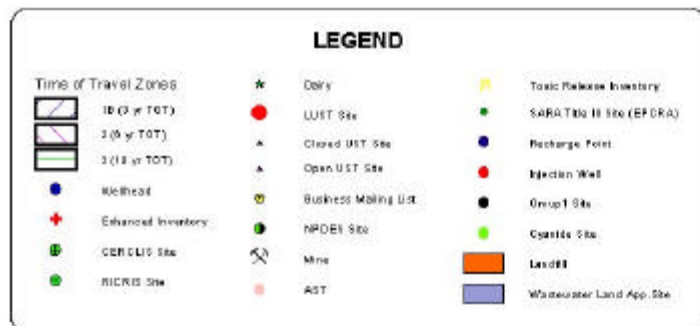 LEGEND
Time of Travel Zones
1B (3 yr TOT)
2 (6 yr TOT)
3 (10 yr TOT)
Wellhead
Enhanced Inventory
CERCLIS Site
RICRIS Site
Dairy
LUST Site
Closed UST Site
Open UST Site
Business Mailing List
NPDES Site
Mine
AST
Toxic Release Inventory
SARA Title III Site (EPCRA)
Recharge Point
Injection Well
Group1 Site
Cyanide Site
Landfill
Wastewater Land App. Site